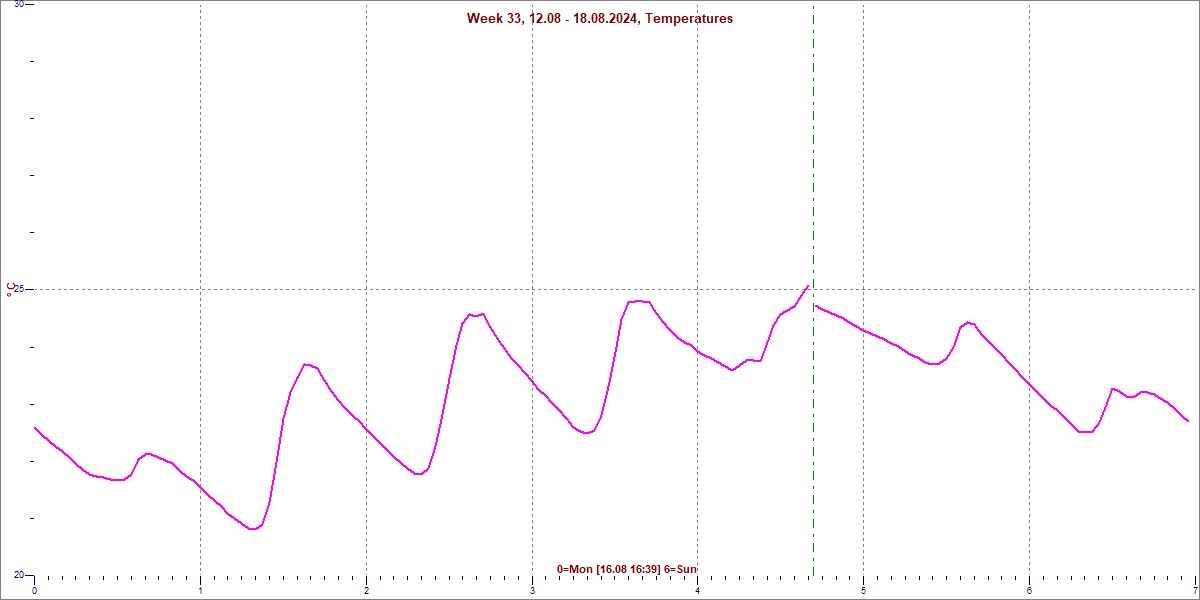 30
Week 33, 12.08 - 18.08.2024, Temperatures
°C
25
0=Mon [16.08 16:39] 6=Sun
20
0 1 2 3 4 5 6 7